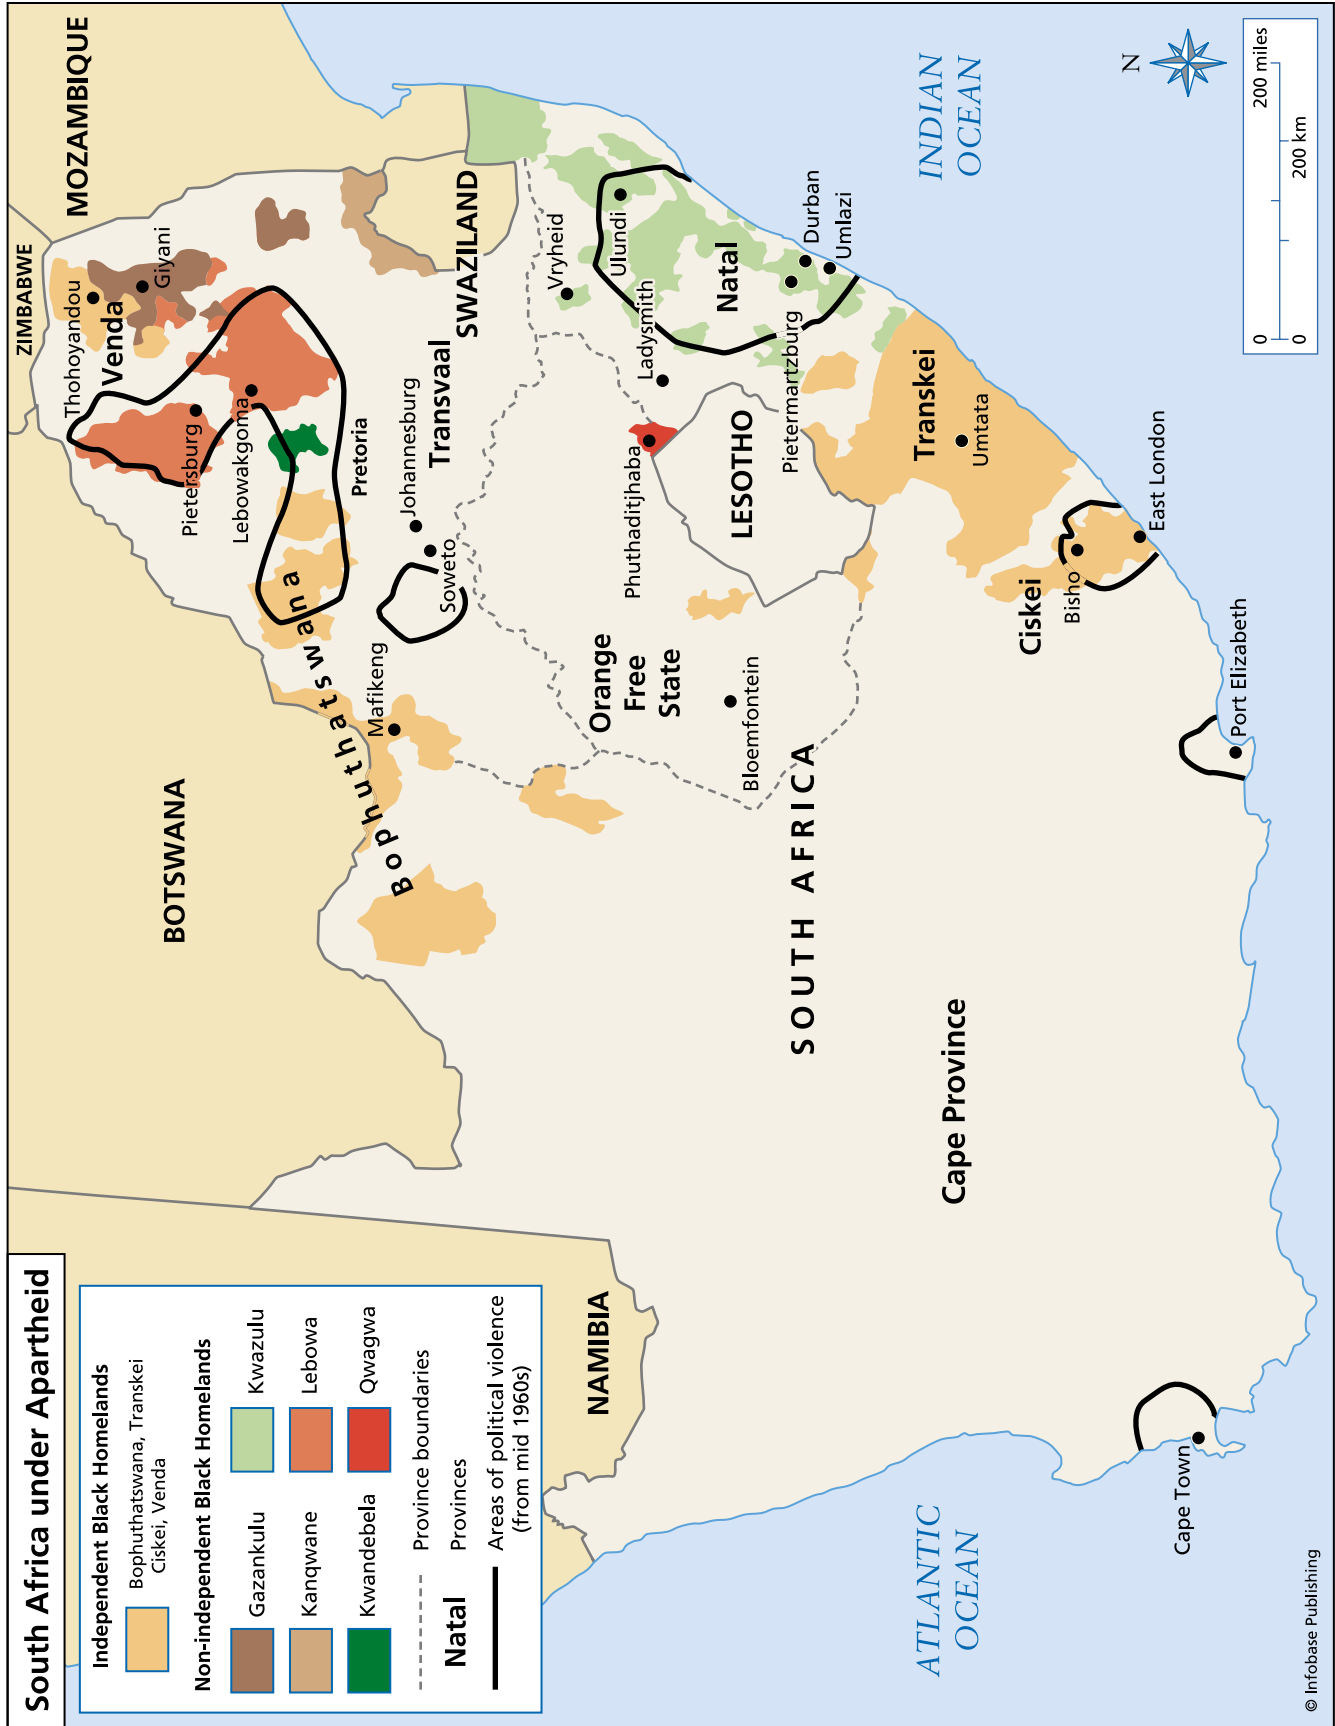 South Africa under Apartheid
Independent Black Homelands
Bophuthatswana, Transkei
Ciskei, Venda
Non-independent Black Homelands
Gazankulu
Kwazulu
Kanqwane
Lebowa
Kwandebela
Qwagwa
Province boundaries
Natal
Provinces
Areas of political violence
(from mid 1960s)
ZIMBABWE
MOZAMBIQUE
BOTSWANA
NAMIBIA
SWAZILAND
LESOTHO
SOUTH AFRICA
Thohoyandou
Venda
Giyani
Pietersburg
Lebowakgoma
Pretoria
Johannesburg
Transvaal
Soweto
Bophuthatswana
Mafikeng
Vryheid
Ulundi
Ladysmith
Natal
Durban
Umlazi
Pietermartzburg
Phuthaditjhaba
Orange
Free
State
Bloemfontein
Transkei
Umtata
Ciskei
Bisho
East London
Port Elizabeth
Cape Province
Cape Town
ATLANTIC
OCEAN
INDIAN
OCEAN
N
0 200 miles
0 200 km
© Infobase Publishing